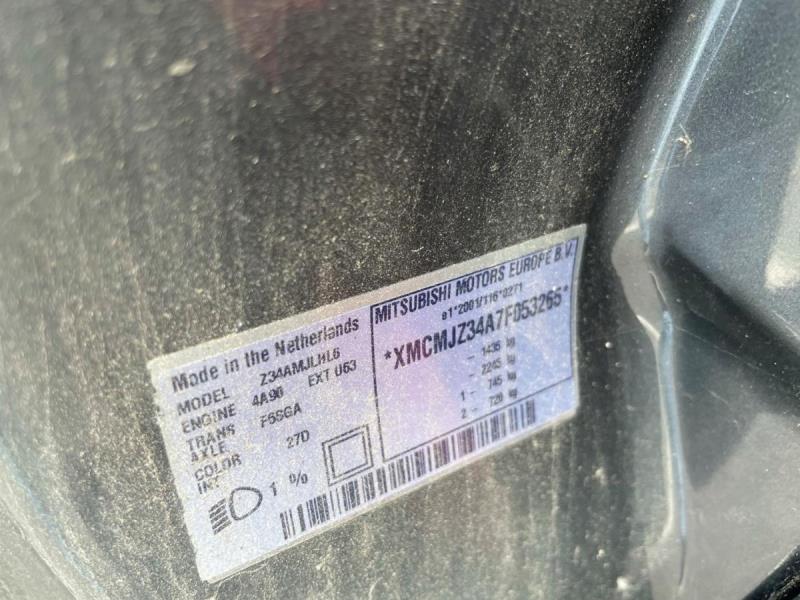 Made in the Netherlands
MODEL Z34AMJLHL6
ENGINE 4A90 EXT U63
TRANS F5SGA
AXLE
COLOR 27D
INT
1 %
MITSUBISHI MOTORS EUROPE B.V.
e1*2001/116*0271
*XMCMJZ34A7F053265*
- 1435 kg
- 2245 kg
1 - 745 kg
2 - 720 kg